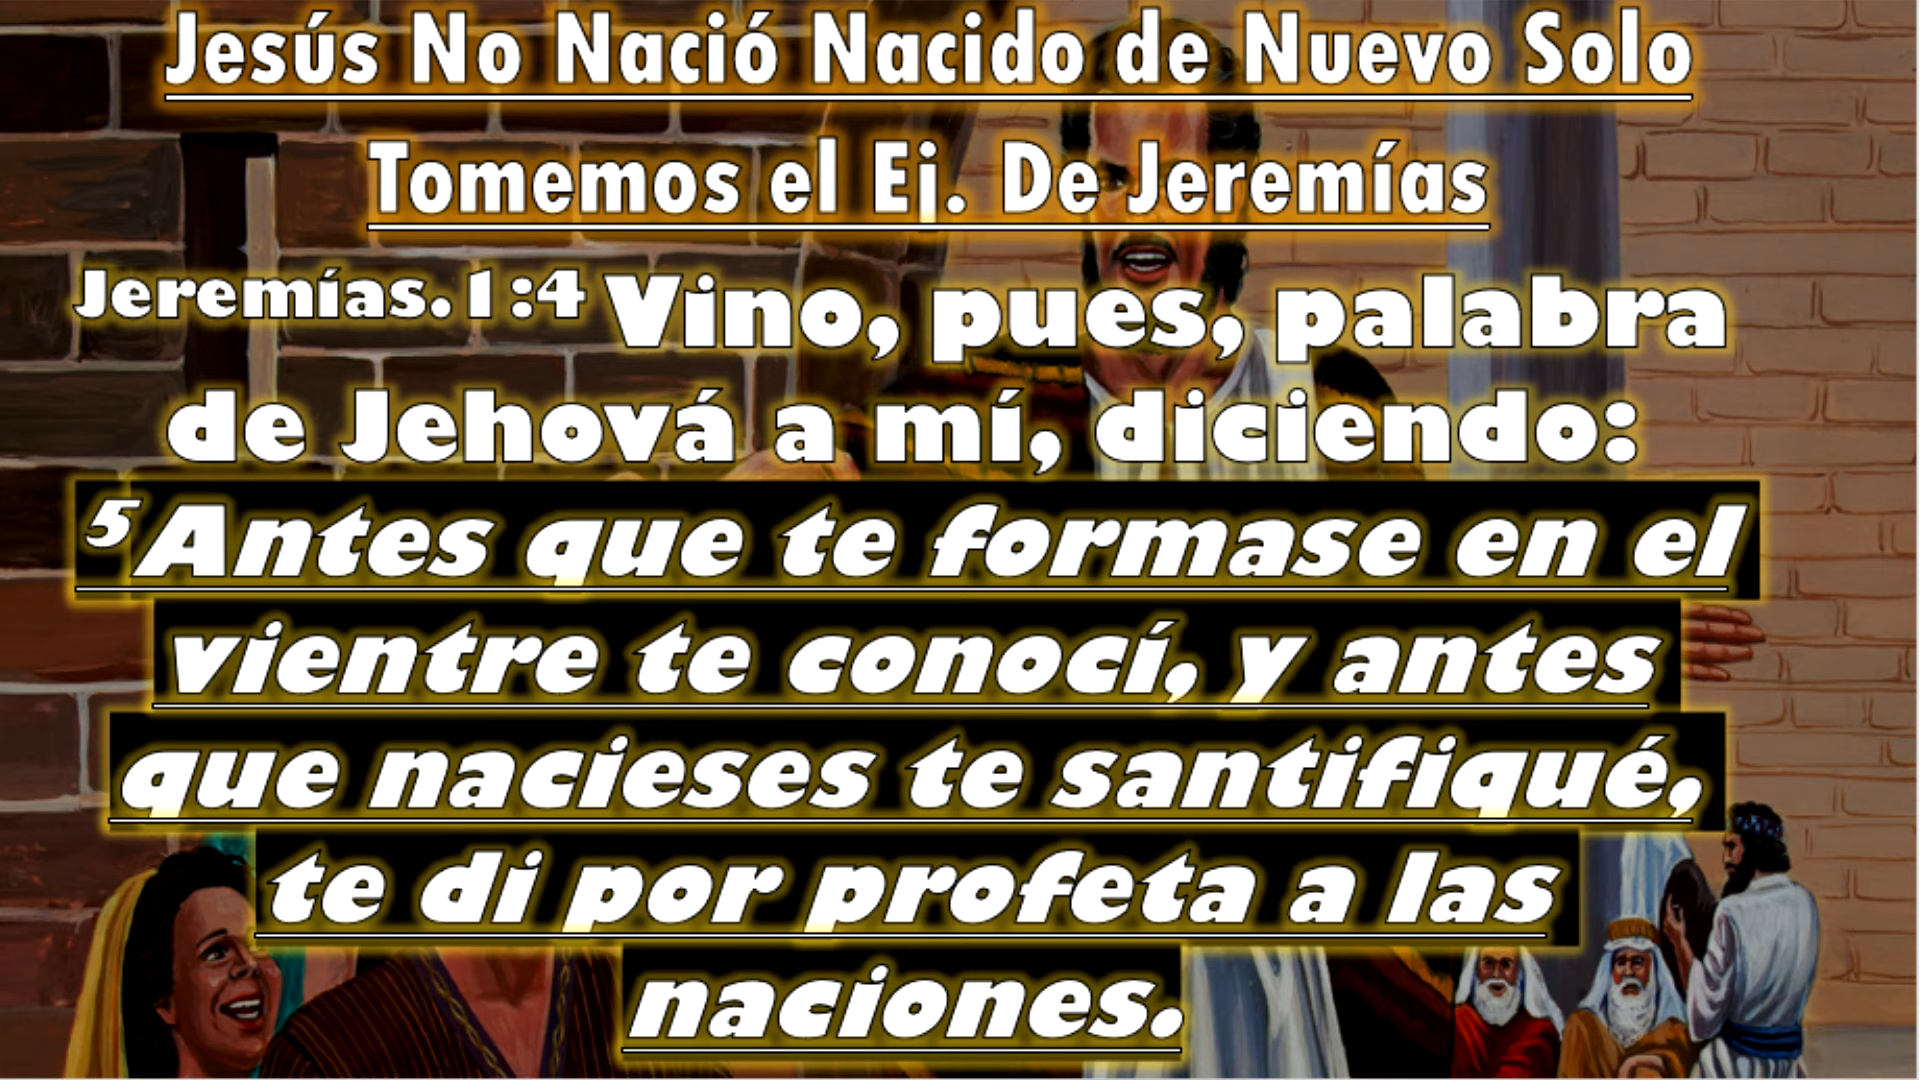 Jesús No Nació Nacido de Nuevo Solo
Tomemos el Ej. De Jeremías
Jeremías.1:4 Vino, pues, palabra
de Jehová a mí, diciendo:
5 Antes que te formase en el
vientre te conocí, y antes
que nacieses te santifiqué,
te di por profeta a las
naciones.